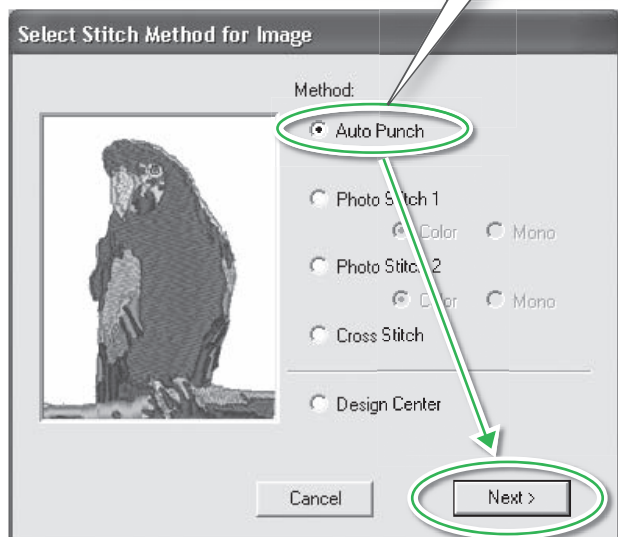 Select Stitch Method for Image
Method:
Auto Punch
Photo Stitch 1
Color Mono
Photo Stitch 2
Color Mono
Cross Stitch
Design Center
Cancel Next >